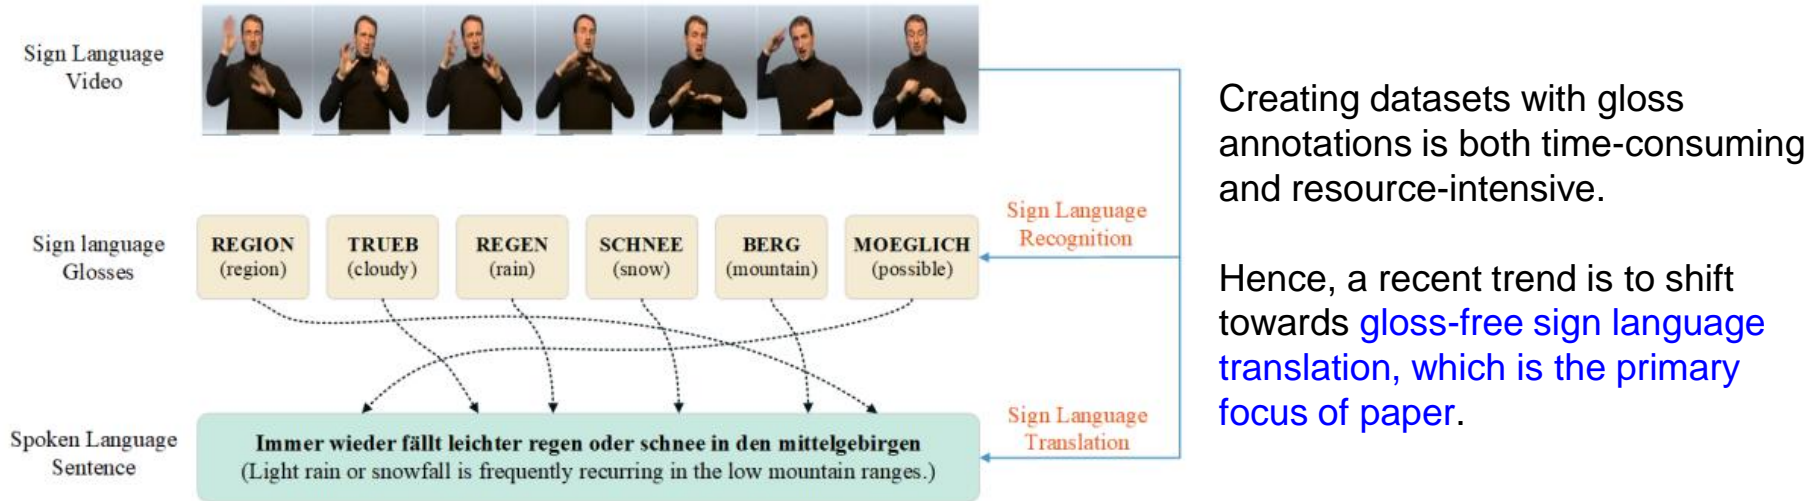 Sign Language
Video
Sign language
Glosses
REGION
(region)
TRUEB
(cloudy)
REGEN
(rain)
SCHNEE
(snow)
BERG
(mountain)
MOEGLICH
(possible)
Sign Language
Recognition
Spoken Language
Sentence
Immer wieder fällt leichter regen oder schnee in den mittelgebirgen
(Light rain or snowfall is frequently recurring in the low mountain ranges.)
Sign Language
Translation
Creating datasets with gloss
annotations is both time-consuming
and resource-intensive.
Hence, a recent trend is to shift
towards gloss-free sign language
translation, which is the primary
focus of paper.